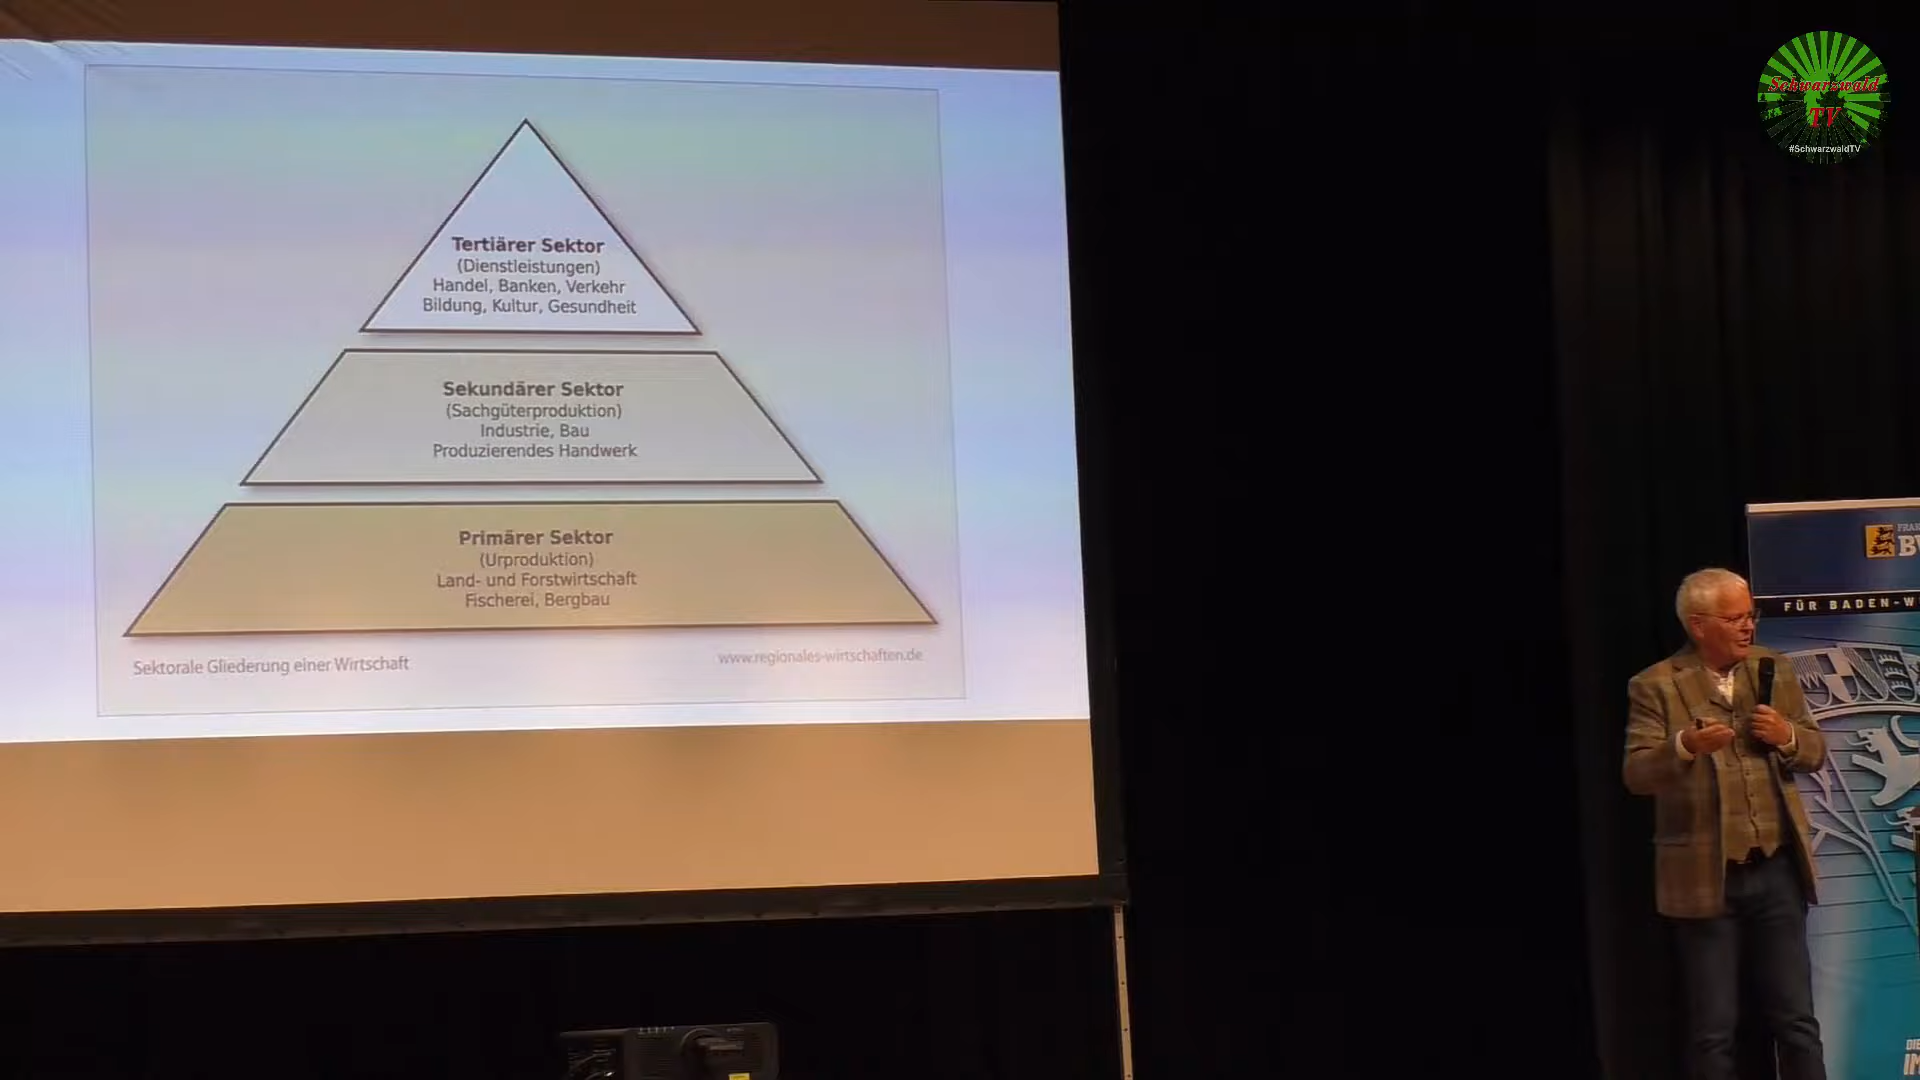 Tertiärer Sektor
(Dienstleistungen)
Handel, Banken, Verkehr
Bildung, Kultur, Gesundheit
Sekundärer Sektor
(Sachgüterproduktion)
Industrie, Bau
Produzierendes Handwerk
Primärer Sektor
(Urproduktion)
Land- und Forstwirtschaft
Fischerei, Bergbau
Sektorale Gliederung einer Wirtschaft
www.regionales-wirtschaften.de
Schwarzwald
TV
#SchwarzwaldTV
FÜR BADEN-W